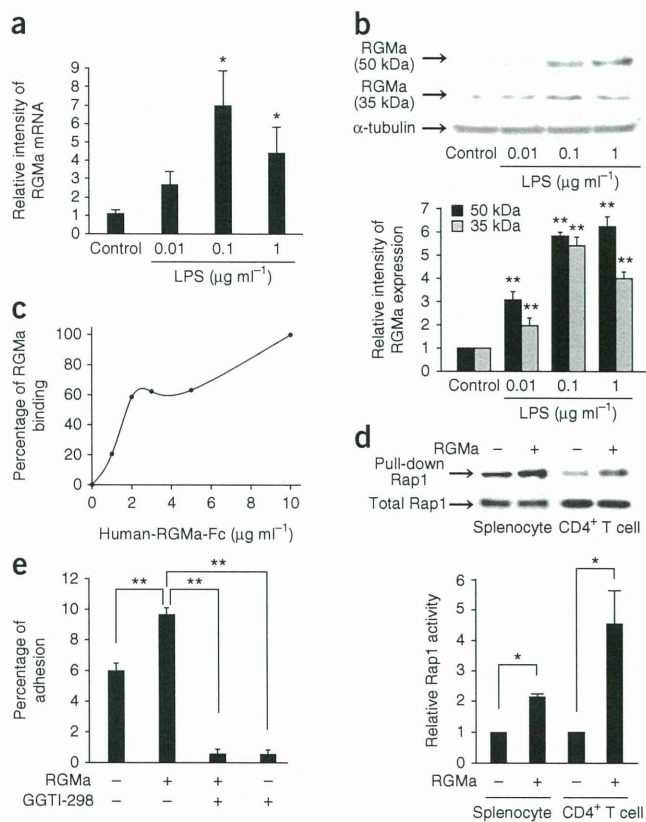 a
Relative intensity of
RGMa mRNA
9
8
7
6
5
4
3
2
1
0
*
*
Control 0.01 0.1 1
LPS (µg ml⁻¹)
b
RGMa
(50 kDa)
RGMa
(35 kDa)
α-tubulin
Control 0.01 0.1 1
LPS (µg ml⁻¹)
Relative intensity of
RGMa expression
7
6
5
4
3
2
1
0
50 kDa
35 kDa
** ** ** ** ** **
Control 0.01 0.1 1
LPS (µg ml⁻¹)
c
Percentage of RGMa
binding
100
80
60
40
20
0
0 2 4 6 8 10
Human-RGMa-Fc (µg ml⁻¹)
d
RGMa − + − +
Pull-down
Rap1
Total Rap1
Splenocyte CD4⁺ T cell
Relative Rap1 activity
6
5
4
3
2
1
0
*
*
RGMa − + − +
Splenocyte CD4⁺ T cell
e
Percentage of
adhesion
12
10
8
6
4
2
0
**
** **
RGMa − + + −
GGTI-298 − − + +